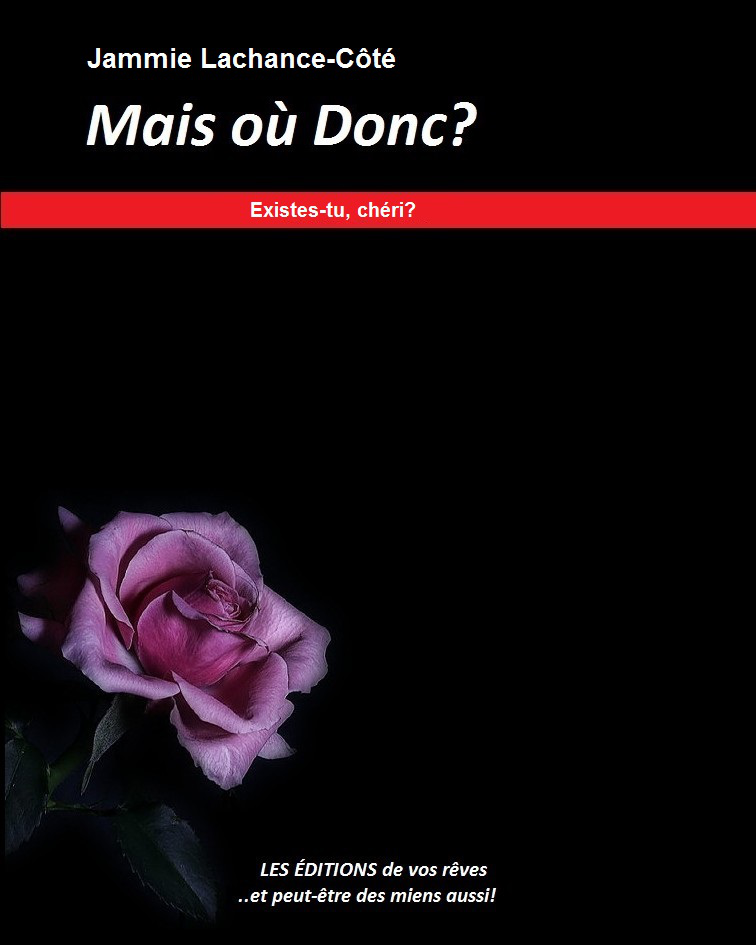 Jammie Lachance-Côté
Mais où Donc?
Existes-tu, chéri?
LES ÉDITIONS de vos rêves
..et peut-être des miens aussi!